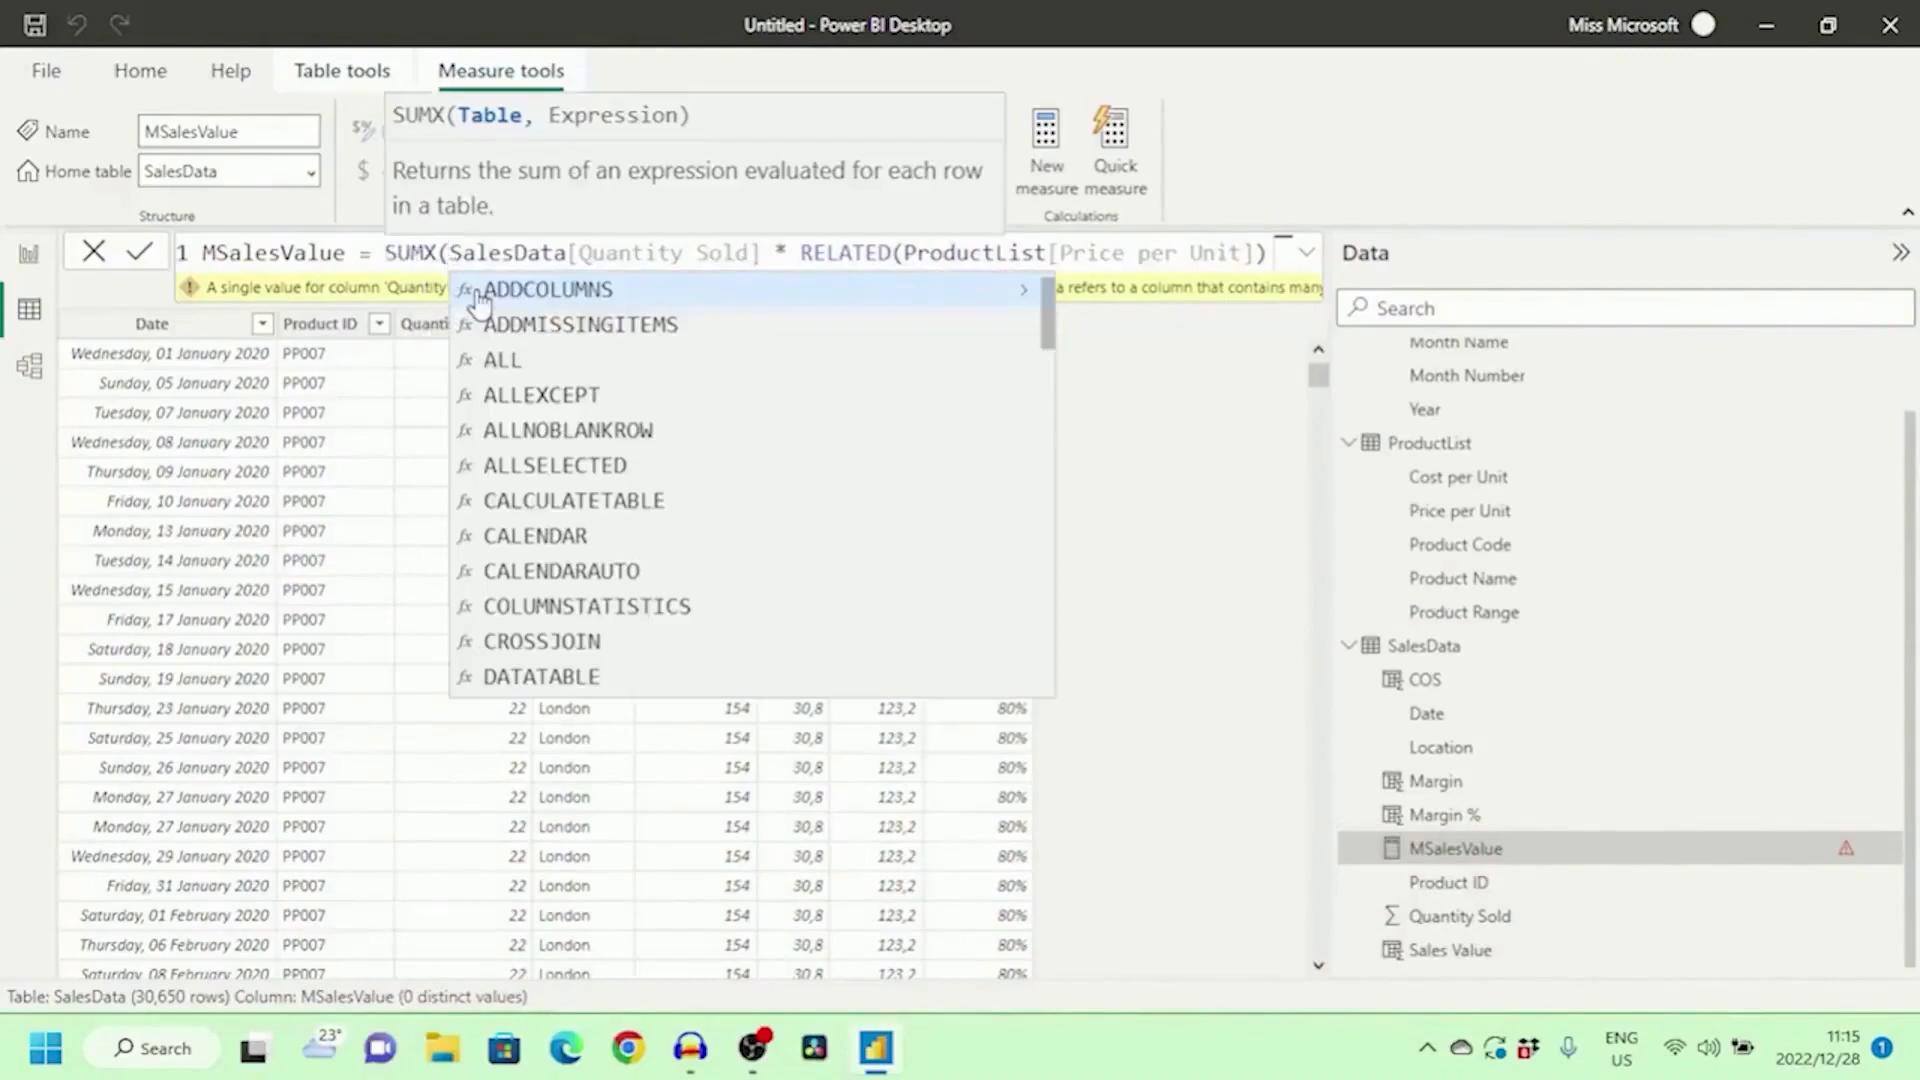 Untitled - Power BI Desktop
Miss Microsoft
File
Home
Help
Table tools
Measure tools
Name
MSalesValue
Home table
SalesData
Structure
SUMX(Table, Expression)
Returns the sum of an expression evaluated for each row
in a table.
New
measure
Quick
measure
Calculations
1 MSalesValue = SUMX(SalesData[Quantity Sold] * RELATED(ProductList[Price per Unit])
A single value for column 'Quantity
a refers to a column that contains many
ADDCOLUMNS
ADDMISSINGITEMS
ALL
ALLEXCEPT
ALLNOBLANKROW
ALLSELECTED
CALCULATETABLE
CALENDAR
CALENDARAUTO
COLUMNSTATISTICS
CROSSJOIN
DATATABLE
Date Product ID Quanti
Wednesday, 01 January 2020 PP007
Sunday, 05 January 2020 PP007
Tuesday, 07 January 2020 PP007
Wednesday, 08 January 2020 PP007
Thursday, 09 January 2020 PP007
Friday, 10 January 2020 PP007
Monday, 13 January 2020 PP007
Tuesday, 14 January 2020 PP007
Wednesday, 15 January 2020 PP007
Friday, 17 January 2020 PP007
Saturday, 18 January 2020 PP007
Sunday, 19 January 2020 PP007
Thursday, 23 January 2020 PP007 22 London 154 30,8 123,2 80%
Saturday, 25 January 2020 PP007 22 London 154 30,8 123,2 80%
Sunday, 26 January 2020 PP007 22 London 154 30,8 123,2 80%
Monday, 27 January 2020 PP007 22 London 154 30,8 123,2 80%
Monday, 27 January 2020 PP007 22 London 154 30,8 123,2 80%
Wednesday, 29 January 2020 PP007 22 London 154 30,8 123,2 80%
Friday, 31 January 2020 PP007 22 London 154 30,8 123,2 80%
Saturday, 01 February 2020 PP007 22 London 154 30,8 123,2 80%
Thursday, 06 February 2020 PP007 22 London 154 30,8 123,2 80%
Saturday, 08 February 2020 PP007 22 London 154 30,8 123,2 80%
Data
Search
Month Name
Month Number
Year
ProductList
Cost per Unit
Price per Unit
Product Code
Product Name
Product Range
SalesData
COS
Date
Location
Margin
Margin %
MSalesValue
Product ID
Quantity Sold
Sales Value
Table: SalesData (30,650 rows) Column: MSalesValue (0 distinct values)
Search
23°
ENG
US
11:15
2022/12/28
1